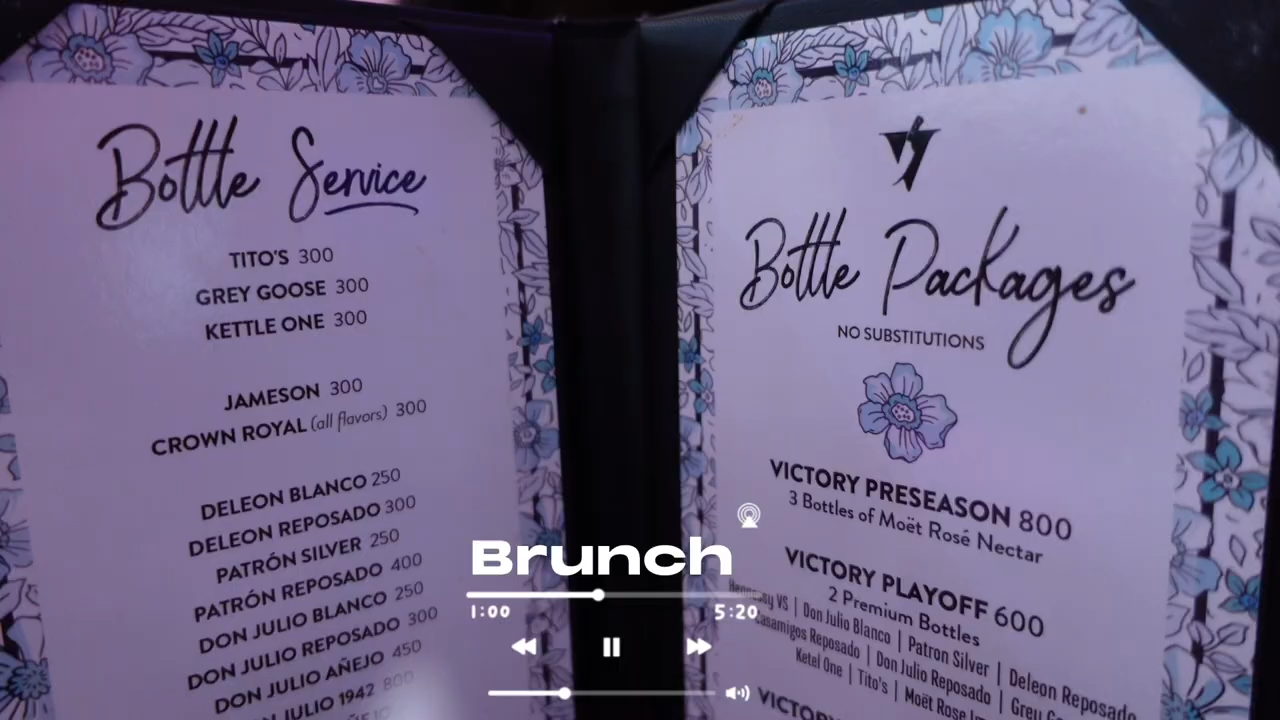 Bottle Service
TITO'S 300
GREY GOOSE 300
KETTLE ONE 300
JAMESON 300
CROWN ROYAL (all flavors) 300
DELEON BLANCO 250
DELEON REPOSADO 300
PATRÓN SILVER 250
PATRÓN REPOSADO 400
DON JULIO BLANCO 250
DON JULIO REPOSADO 300
DON JULIO AÑEJO 450
JULIO 1942 800
Bottle Packages
NO SUBSTITUTIONS
VICTORY PRESEASON 800
3 Bottles of Moët Rosé Nectar
VICTORY PLAYOFF 600
2 Premium Bottles
Hennessy VS | Don Julio Blanco | Patron Silver | Deleon Reposado
Casamigos Reposado | Don Julio Reposado | Grey
Ketel One | Tito's | Moët Rose
VICTORY
Brunch
1:00
5:20